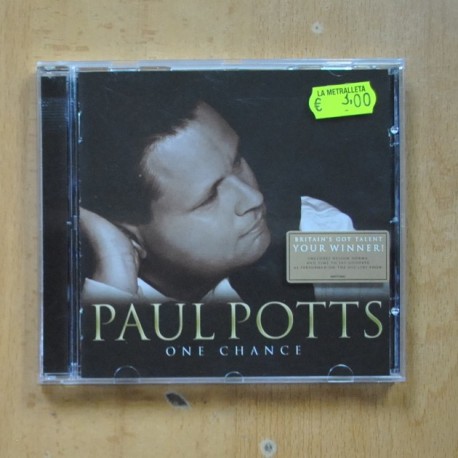 LA METRALLETA
€ 3,00
BRITAIN'S GOT TALENT
YOUR WINNER!
PAUL POTTS
ONE CHANCE